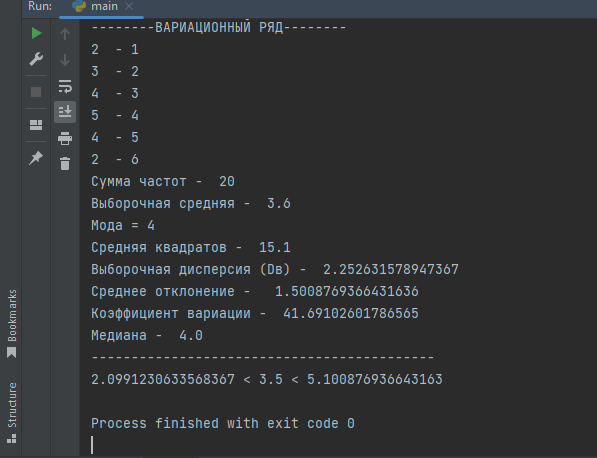 Run: main ×
--------ВАРИАЦИОННЫЙ РЯД--------
2 - 1
3 - 2
4 - 3
5 - 4
4 - 5
2 - 6
Сумма частот - 20
Выборочная средняя - 3.6
Мода = 4
Средняя квадратов - 15.1
Выборочная дисперсия (Dв) - 2.252631578947367
Среднее отклонение - 1.5008769366431636
Коэффициент вариации - 41.69102601786565
Медиана - 4.0
-------------------------------------------
2.0991230633568367 < 3.5 < 5.100876936643163
Process finished with exit code 0
Bookmarks
Structure